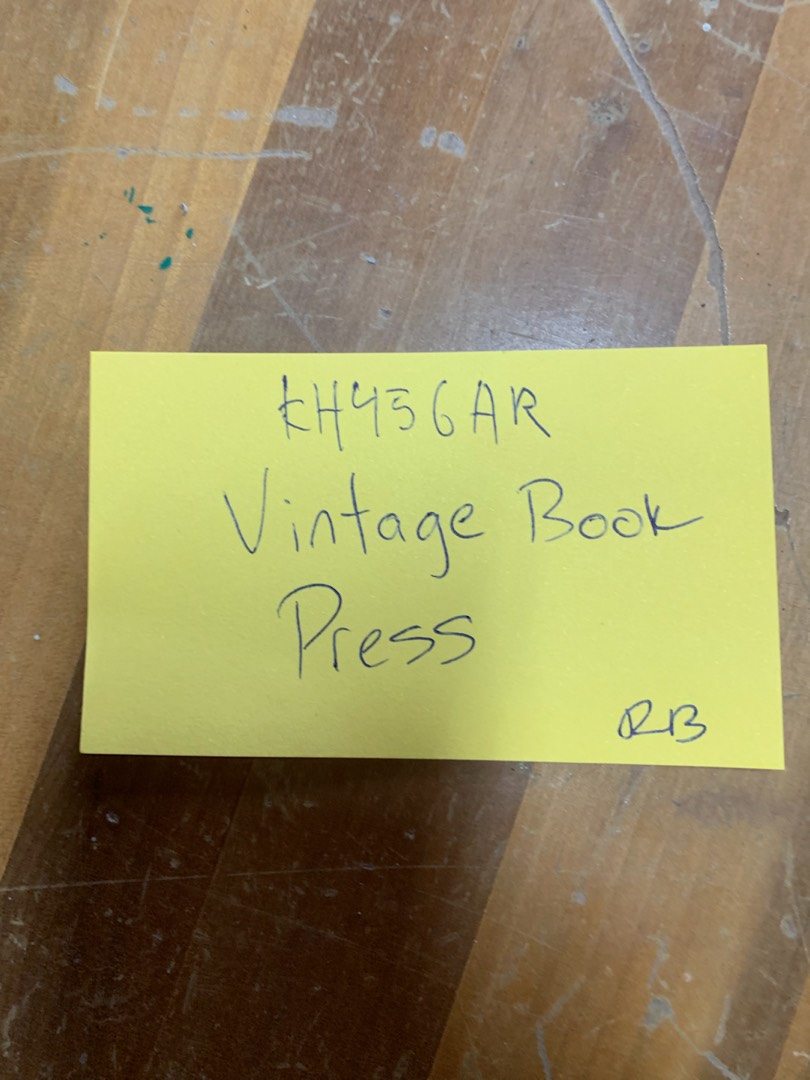 KH456AR
Vintage Book
Press
RB